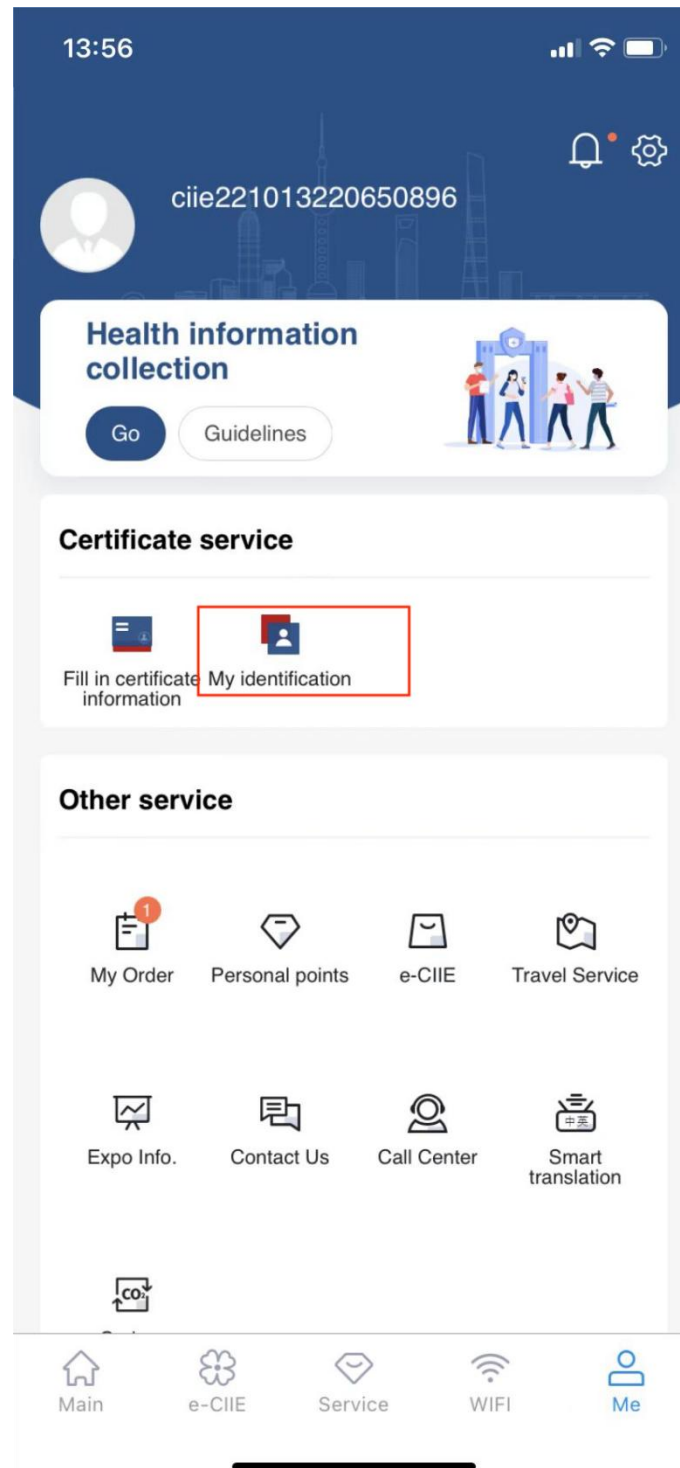 13:56
ciie221013220650896
Health information
collection
Go
Guidelines
Certificate service
Fill in certificate
information
My identification
Other service
1
My Order
Personal points
e-CIIE
Travel Service
Expo Info.
Contact Us
Call Center
中英
Smart
translation
CO₂
Main
e-CIIE
Service
WIFI
Me